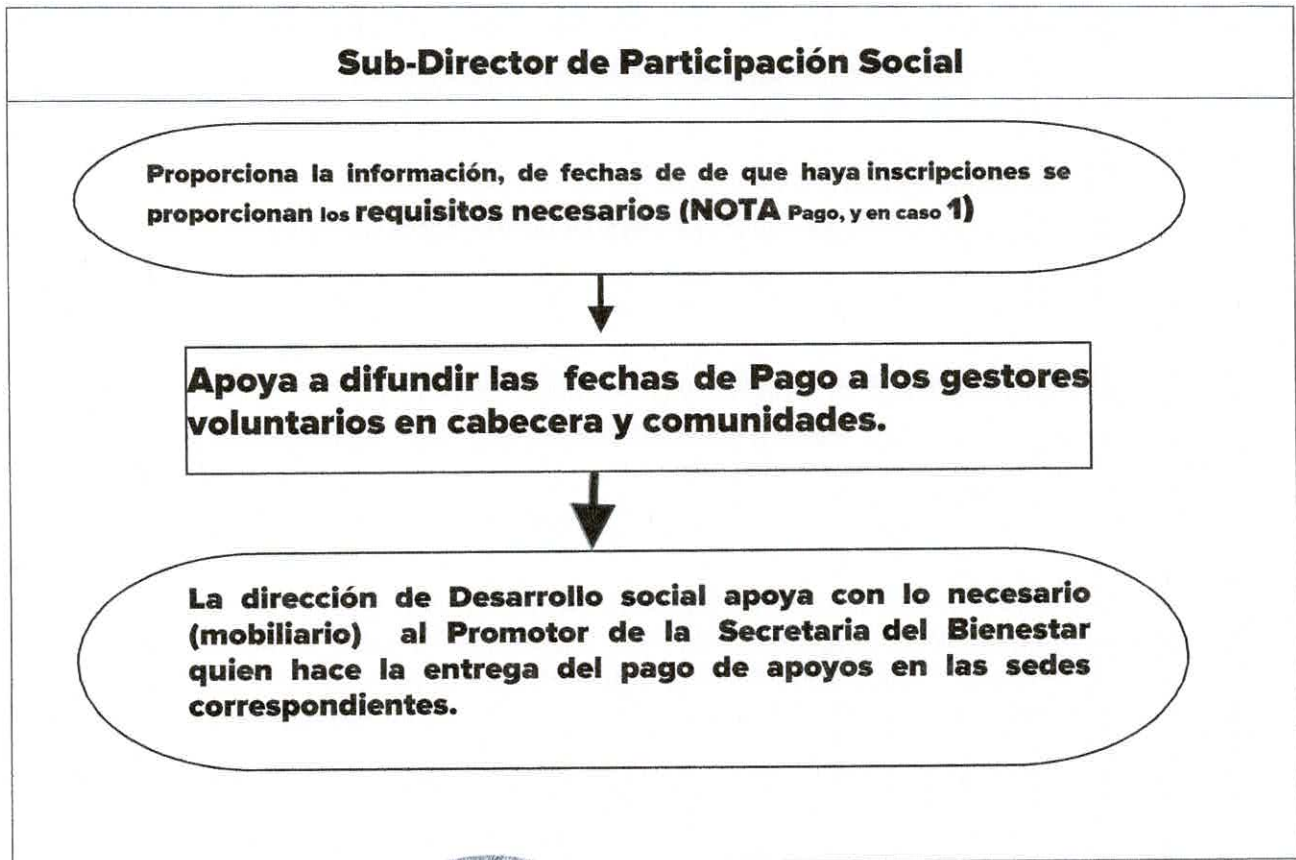 Sub-Director de Participación Social
Proporciona la información, de fechas de de que haya inscripciones se
proporcionan los requisitos necesarios (NOTA Pago, y en caso 1)
Apoya a difundir las fechas de Pago a los gestores
voluntarios en cabecera y comunidades.
La dirección de Desarrollo social apoya con lo necesario
(mobiliario) al Promotor de la Secretaria del Bienestar
quien hace la entrega del pago de apoyos en las sedes
correspondientes.